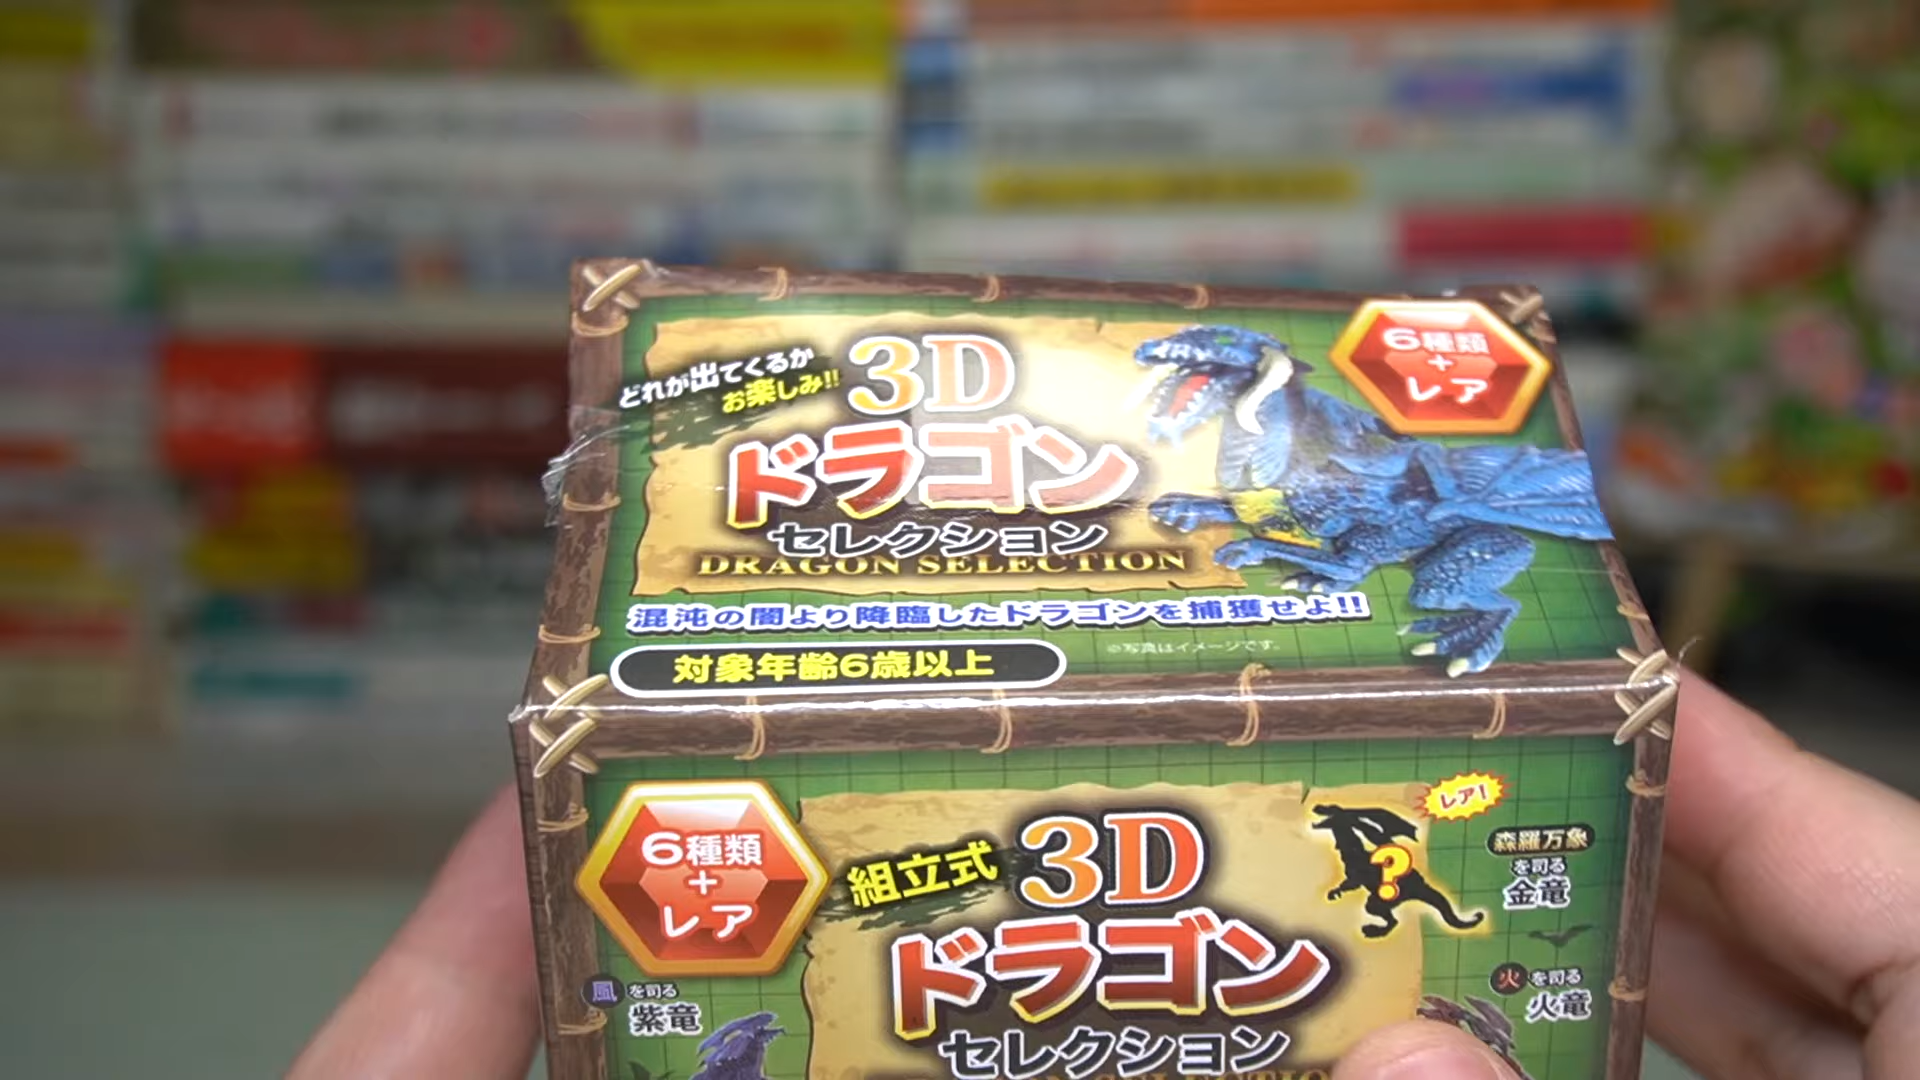 どれが出てくるか
お楽しみ!!
3D
ドラゴン
セレクション
DRAGON SELECTION
6種類
+
レア
混沌の闇より降臨したドラゴンを捕獲せよ!!
対象年齢6歳以上
※写真はイメージです。
6種類
+
レア
組立式
3D
ドラゴン
セレクション
レア!
?
森羅万象
を司る
金竜
風を司る
紫竜
火を司る
火竜